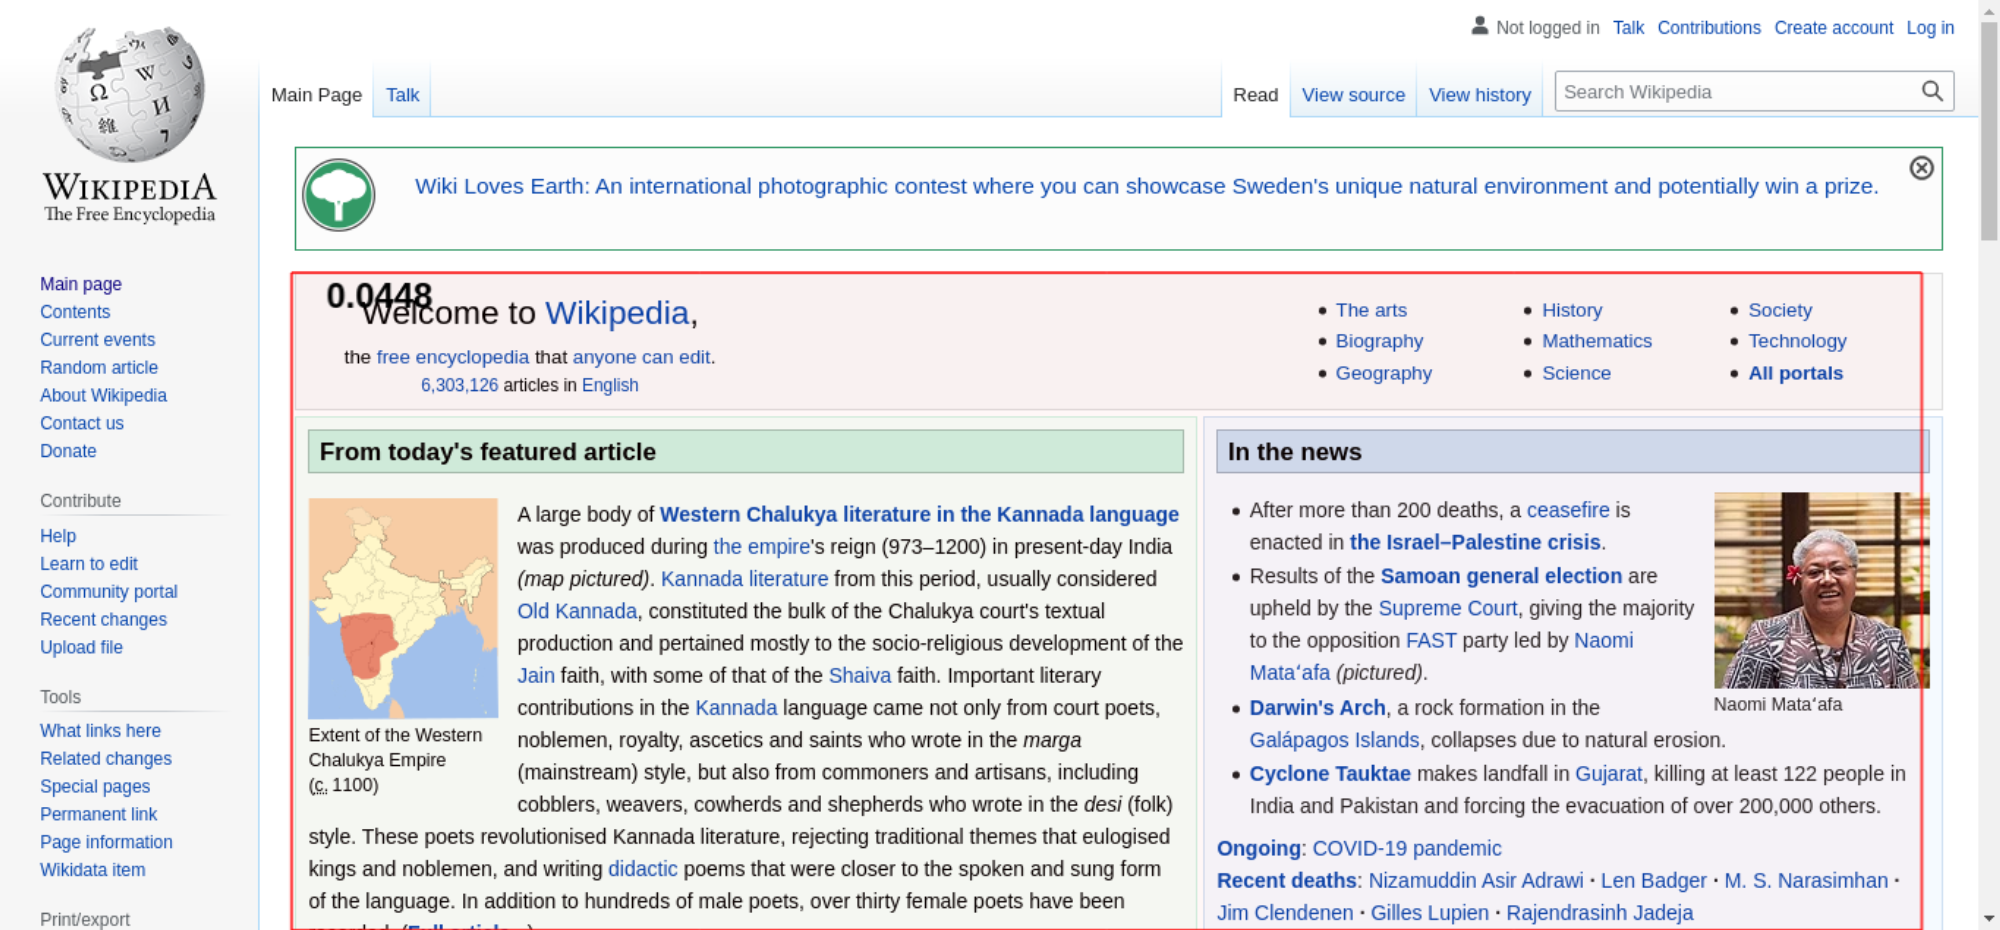 Not logged in Talk Contributions Create account Log in
Main Page Talk Read View source View history Search Wikipedia
WIKIPEDIA
The Free Encyclopedia
Main page
Contents
Current events
Random article
About Wikipedia
Contact us
Donate
Contribute
Help
Learn to edit
Community portal
Recent changes
Upload file
Tools
What links here
Related changes
Special pages
Permanent link
Page information
Wikidata item
Print/export
Wiki Loves Earth: An international photographic contest where you can showcase Sweden's unique natural environment and potentially win a prize.
0.0448
Welcome to Wikipedia,
the free encyclopedia that anyone can edit.
6,303,126 articles in English
• The arts
• Biography
• Geography
• History
• Mathematics
• Science
• Society
• Technology
• All portals
From today's featured article
Extent of the Western
Chalukya Empire
(c. 1100)
A large body of Western Chalukya literature in the Kannada language
was produced during the empire's reign (973–1200) in present-day India
(map pictured). Kannada literature from this period, usually considered
Old Kannada, constituted the bulk of the Chalukya court's textual
production and pertained mostly to the socio-religious development of the
Jain faith, with some of that of the Shaiva faith. Important literary
contributions in the Kannada language came not only from court poets,
noblemen, royalty, ascetics and saints who wrote in the marga
(mainstream) style, but also from commoners and artisans, including
cobblers, weavers, cowherds and shepherds who wrote in the desi (folk)
style. These poets revolutionised Kannada literature, rejecting traditional themes that eulogised
kings and noblemen, and writing didactic poems that were closer to the spoken and sung form
of the language. In addition to hundreds of male poets, over thirty female poets have been
In the news
• After more than 200 deaths, a ceasefire is
enacted in the Israel–Palestine crisis.
• Results of the Samoan general election are
upheld by the Supreme Court, giving the majority
to the opposition FAST party led by Naomi
Mataʻafa (pictured).
Naomi Mataʻafa
• Darwin's Arch, a rock formation in the
Galápagos Islands, collapses due to natural erosion.
• Cyclone Tauktae makes landfall in Gujarat, killing at least 122 people in
India and Pakistan and forcing the evacuation of over 200,000 others.
Ongoing: COVID-19 pandemic
Recent deaths: Nizamuddin Asir Adrawi · Len Badger · M. S. Narasimhan ·
Jim Clendenen · Gilles Lupien · Rajendrasinh Jadeja